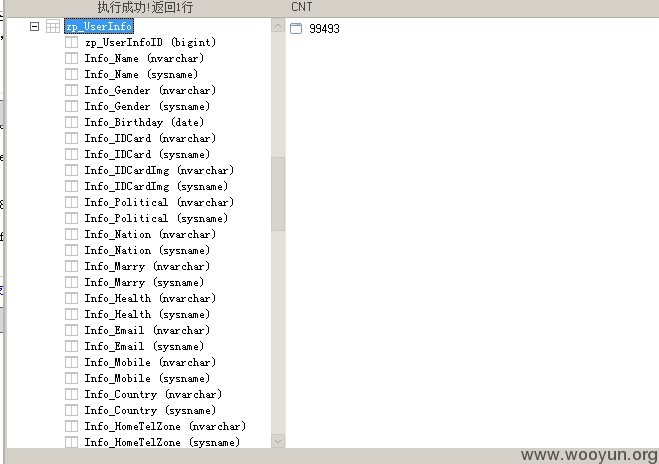 执行成功!返回1行
CNT
zp_UserInfo
99493
zp_UserInfoID (bigint)
Info_Name (nvarchar)
Info_Name (sysname)
Info_Gender (nvarchar)
Info_Gender (sysname)
Info_Birthday (date)
Info_IDCard (nvarchar)
Info_IDCard (sysname)
Info_IDCardImg (nvarchar)
Info_IDCardImg (sysname)
Info_Political (nvarchar)
Info_Political (sysname)
Info_Nation (nvarchar)
Info_Nation (sysname)
Info_Marry (nvarchar)
Info_Marry (sysname)
Info_Health (nvarchar)
Info_Health (sysname)
Info_Email (nvarchar)
Info_Email (sysname)
Info_Mobile (nvarchar)
Info_Mobile (sysname)
Info_Country (nvarchar)
Info_Country (sysname)
Info_HomeTelZone (nvarchar)
Info_HomeTelZone (sysname)
www.wooyun.org